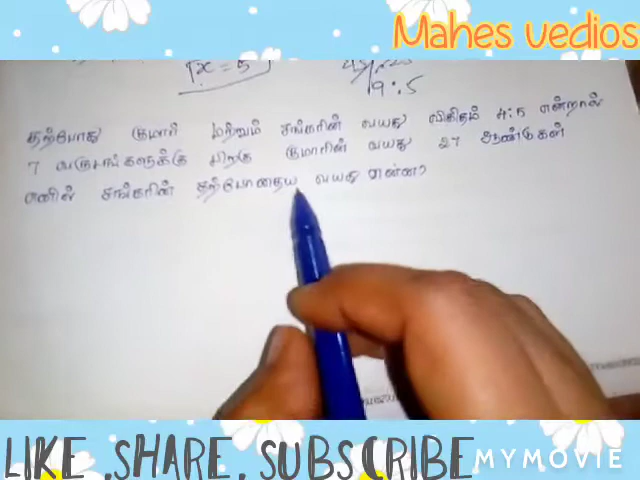 Mahes vedios
x = 5
9:5
தற்போது குமார் மற்றும் சங்கரின் வயது விகிதம் 4:5 என்றால்
7 வருடங்களுக்கு பிறகு குமாரின் வயது 27 ஆண்டுகள்
எனில் சங்கரின் தற்போதைய வயது என்ன?
LIKE .SHARE. SUBSCRIBE
MYMOVIE